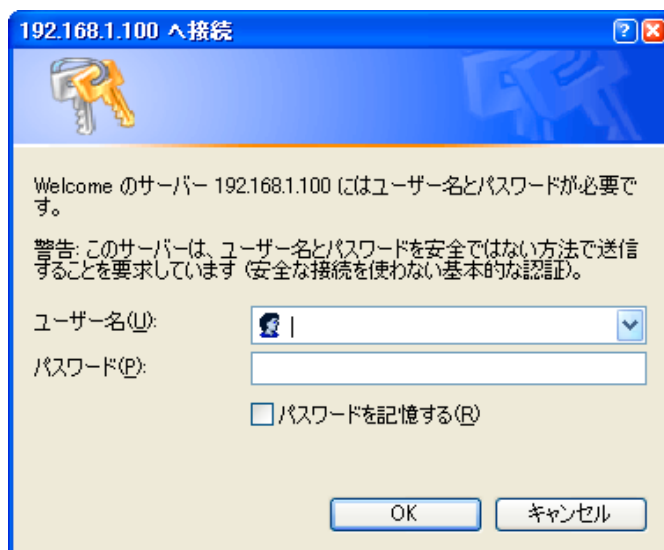 192.168.1.100 へ接続
Welcome のサーバー 192.168.1.100 にはユーザー名とパスワードが必要で
す。
警告: このサーバーは、ユーザー名とパスワードを安全ではない方法で送信
することを要求しています (安全な接続を使わない基本的な認証)。
ユーザー名(U):
パスワード(P):
パスワードを記憶する(R)
OK
キャンセル